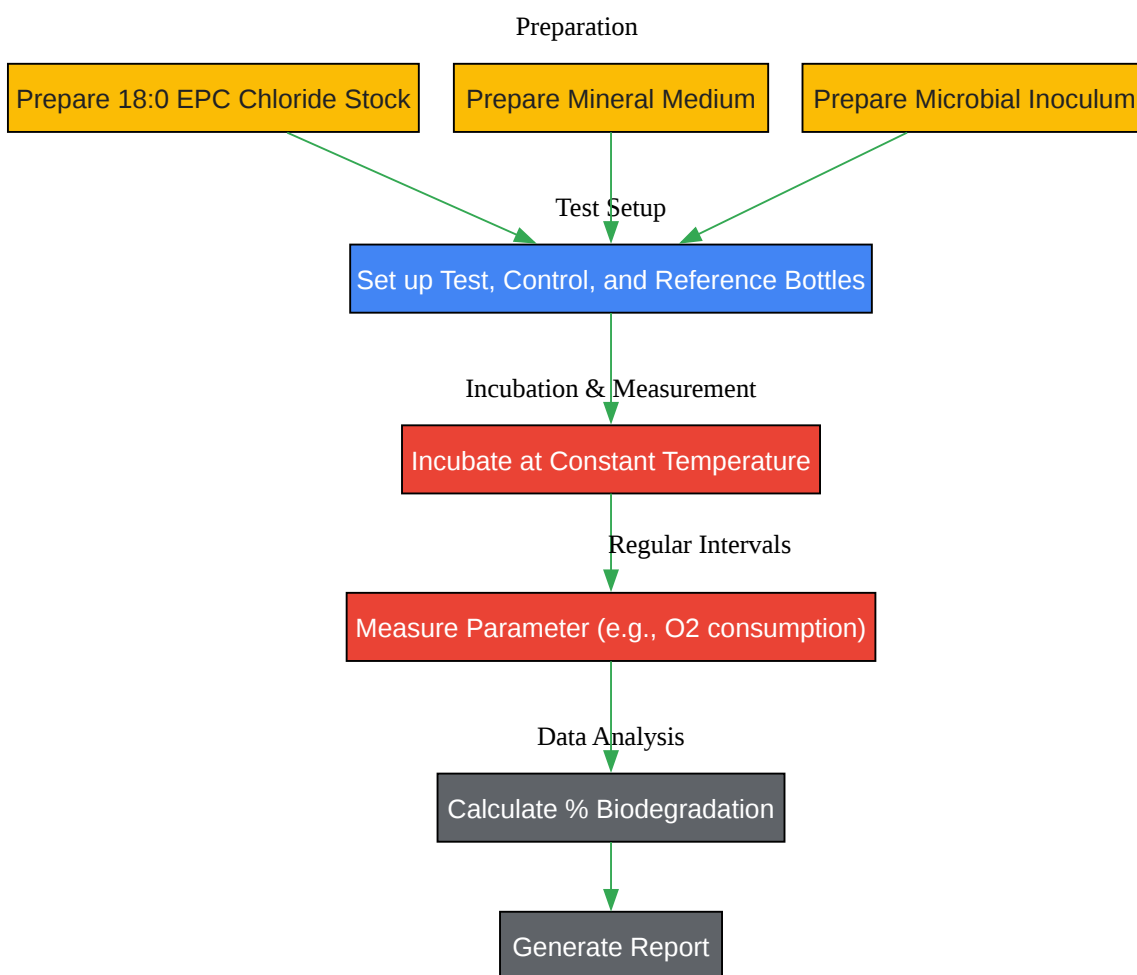 Preparation
Prepare 18:0 EPC Chloride Stock
Prepare Mineral Medium
Prepare Microbial Inoculum
Test Setup
Set up Test, Control, and Reference Bottles
Incubation & Measurement
Incubate at Constant Temperature
Regular Intervals
Measure Parameter (e.g., O2 consumption)
Data Analysis
Calculate % Biodegradation
Generate Report